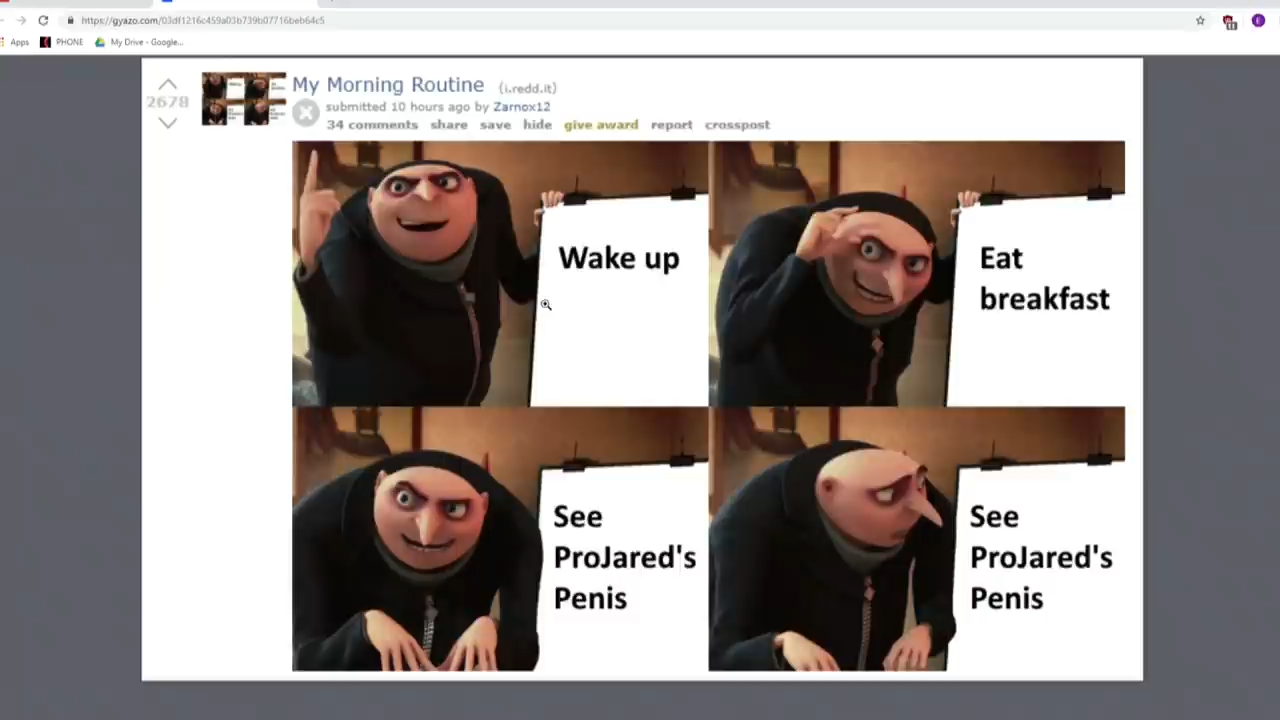 https://gyazo.com/03df1216c459a03b739b07716beb64c5
Apps PHONE My Drive - Google...
My Morning Routine (i.redd.it)
2678
submitted 10 hours ago by Zarnox12
34 comments share save hide give award report crosspost
Wake up
Eat
breakfast
See
ProJared's
Penis
See
ProJared's
Penis